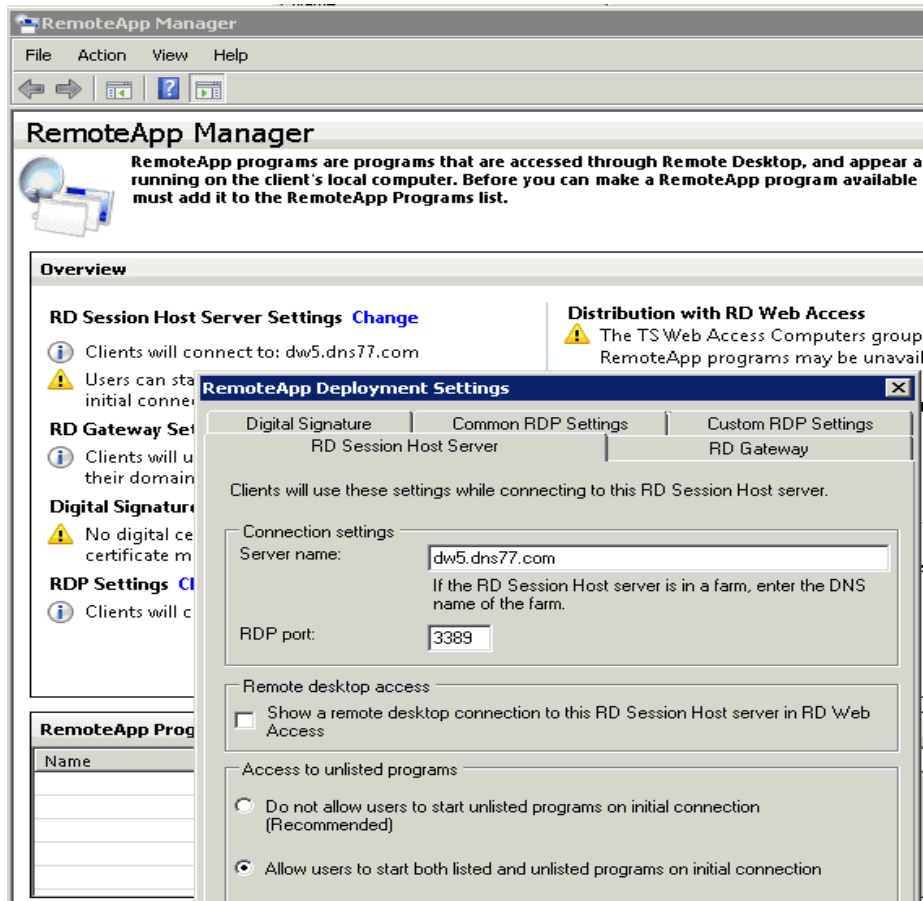 RemoteApp Manager
File Action View Help
RemoteApp Manager
RemoteApp programs are programs that are accessed through Remote Desktop, and appear a
running on the client's local computer. Before you can make a RemoteApp program available
must add it to the RemoteApp Programs list.
Overview
RD Session Host Server Settings Change
Clients will connect to: dw5.dns77.com
Users can sta
initial conne
RD Gateway Set
Clients will u
their domain
Digital Signature
No digital ce
certificate m
RDP Settings Cl
Clients will c
Distribution with RD Web Access
The TS Web Access Computers group
RemoteApp programs may be unavail
RemoteApp Prog
Name
RemoteApp Deployment Settings
Digital Signature Common RDP Settings Custom RDP Settings
RD Session Host Server RD Gateway
Clients will use these settings while connecting to this RD Session Host server.
Connection settings
Server name: dw5.dns77.com
If the RD Session Host server is in a farm, enter the DNS
name of the farm.
RDP port: 3389
Remote desktop access
Show a remote desktop connection to this RD Session Host server in RD Web
Access
Access to unlisted programs
Do not allow users to start unlisted programs on initial connection
(Recommended)
Allow users to start both listed and unlisted programs on initial connection